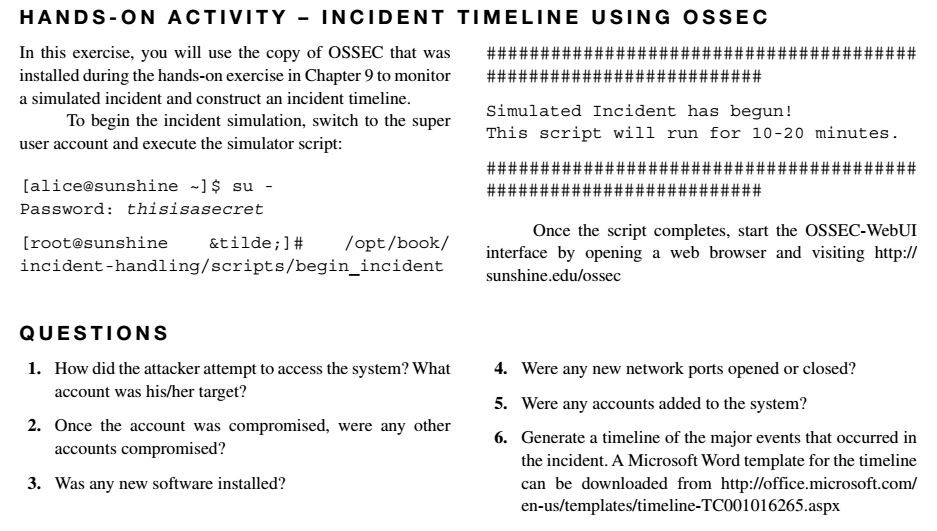 HANDS-ON ACTIVITY – INCIDENT TIMELINE USING OSSEC
In this exercise, you will use the copy of OSSEC that was
installed during the hands-on exercise in Chapter 9 to monitor
a simulated incident and construct an incident timeline.
To begin the incident simulation, switch to the super
user account and execute the simulator script:
[alice@sunshine ~]$ su -
Password: thisisasecret
[root@sunshine &tilde;]# /opt/book/
incident-handling/scripts/begin_incident
########################################
##########################
Simulated Incident has begun!
This script will run for 10-20 minutes.
########################################
##########################
Once the script completes, start the OSSEC-WebUI
interface by opening a web browser and visiting http://
sunshine.edu/ossec
QUESTIONS
1. How did the attacker attempt to access the system? What
account was his/her target?
2. Once the account was compromised, were any other
accounts compromised?
3. Was any new software installed?
4. Were any new network ports opened or closed?
5. Were any accounts added to the system?
6. Generate a timeline of the major events that occurred in
the incident. A Microsoft Word template for the timeline
can be downloaded from http://office.microsoft.com/
en-us/templates/timeline-TC001016265.aspx